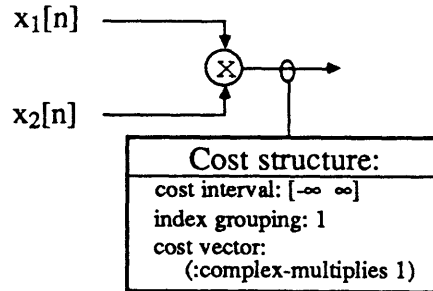 x₁[n]
X
x₂[n]
Cost structure:
cost interval: [-∞ ∞]
index grouping: 1
cost vector:
(:complex-multiplies 1)